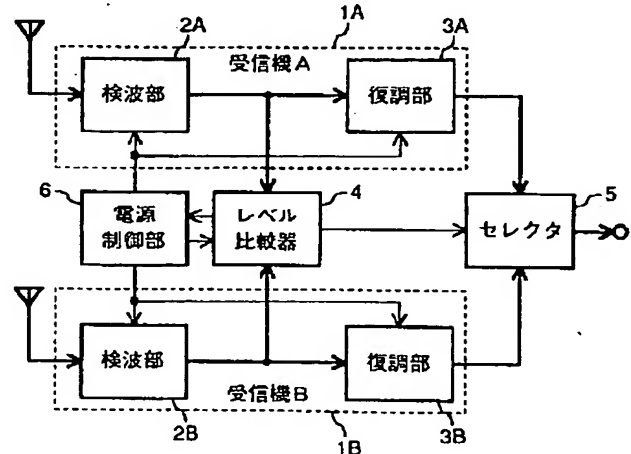 2A
1A
3A
受信機A
検波部
復調部
6
4
5
電源
制御部
レベル
比較器
セレクタ
検波部
復調部
受信機B
2B
1B
3B